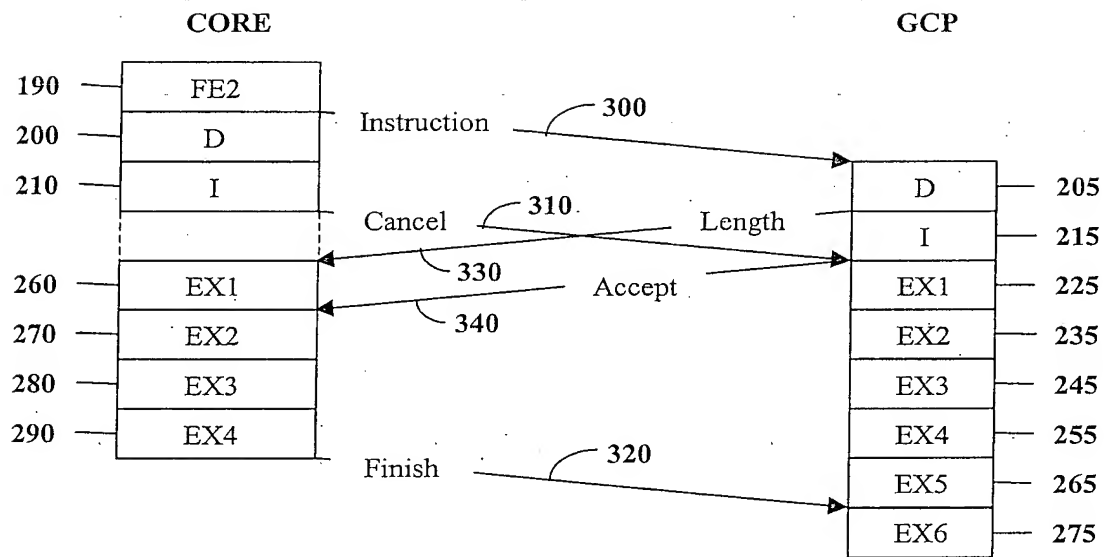 CORE GCP
190 FE2
300
Instruction
200 D
210 I D 205
Cancel 310 Length
I 215
330
260 EX1 Accept EX1 225
340
270 EX2 EX2 235
280 EX3 EX3 245
290 EX4 EX4 255
320
Finish
EX5 265
EX6 275